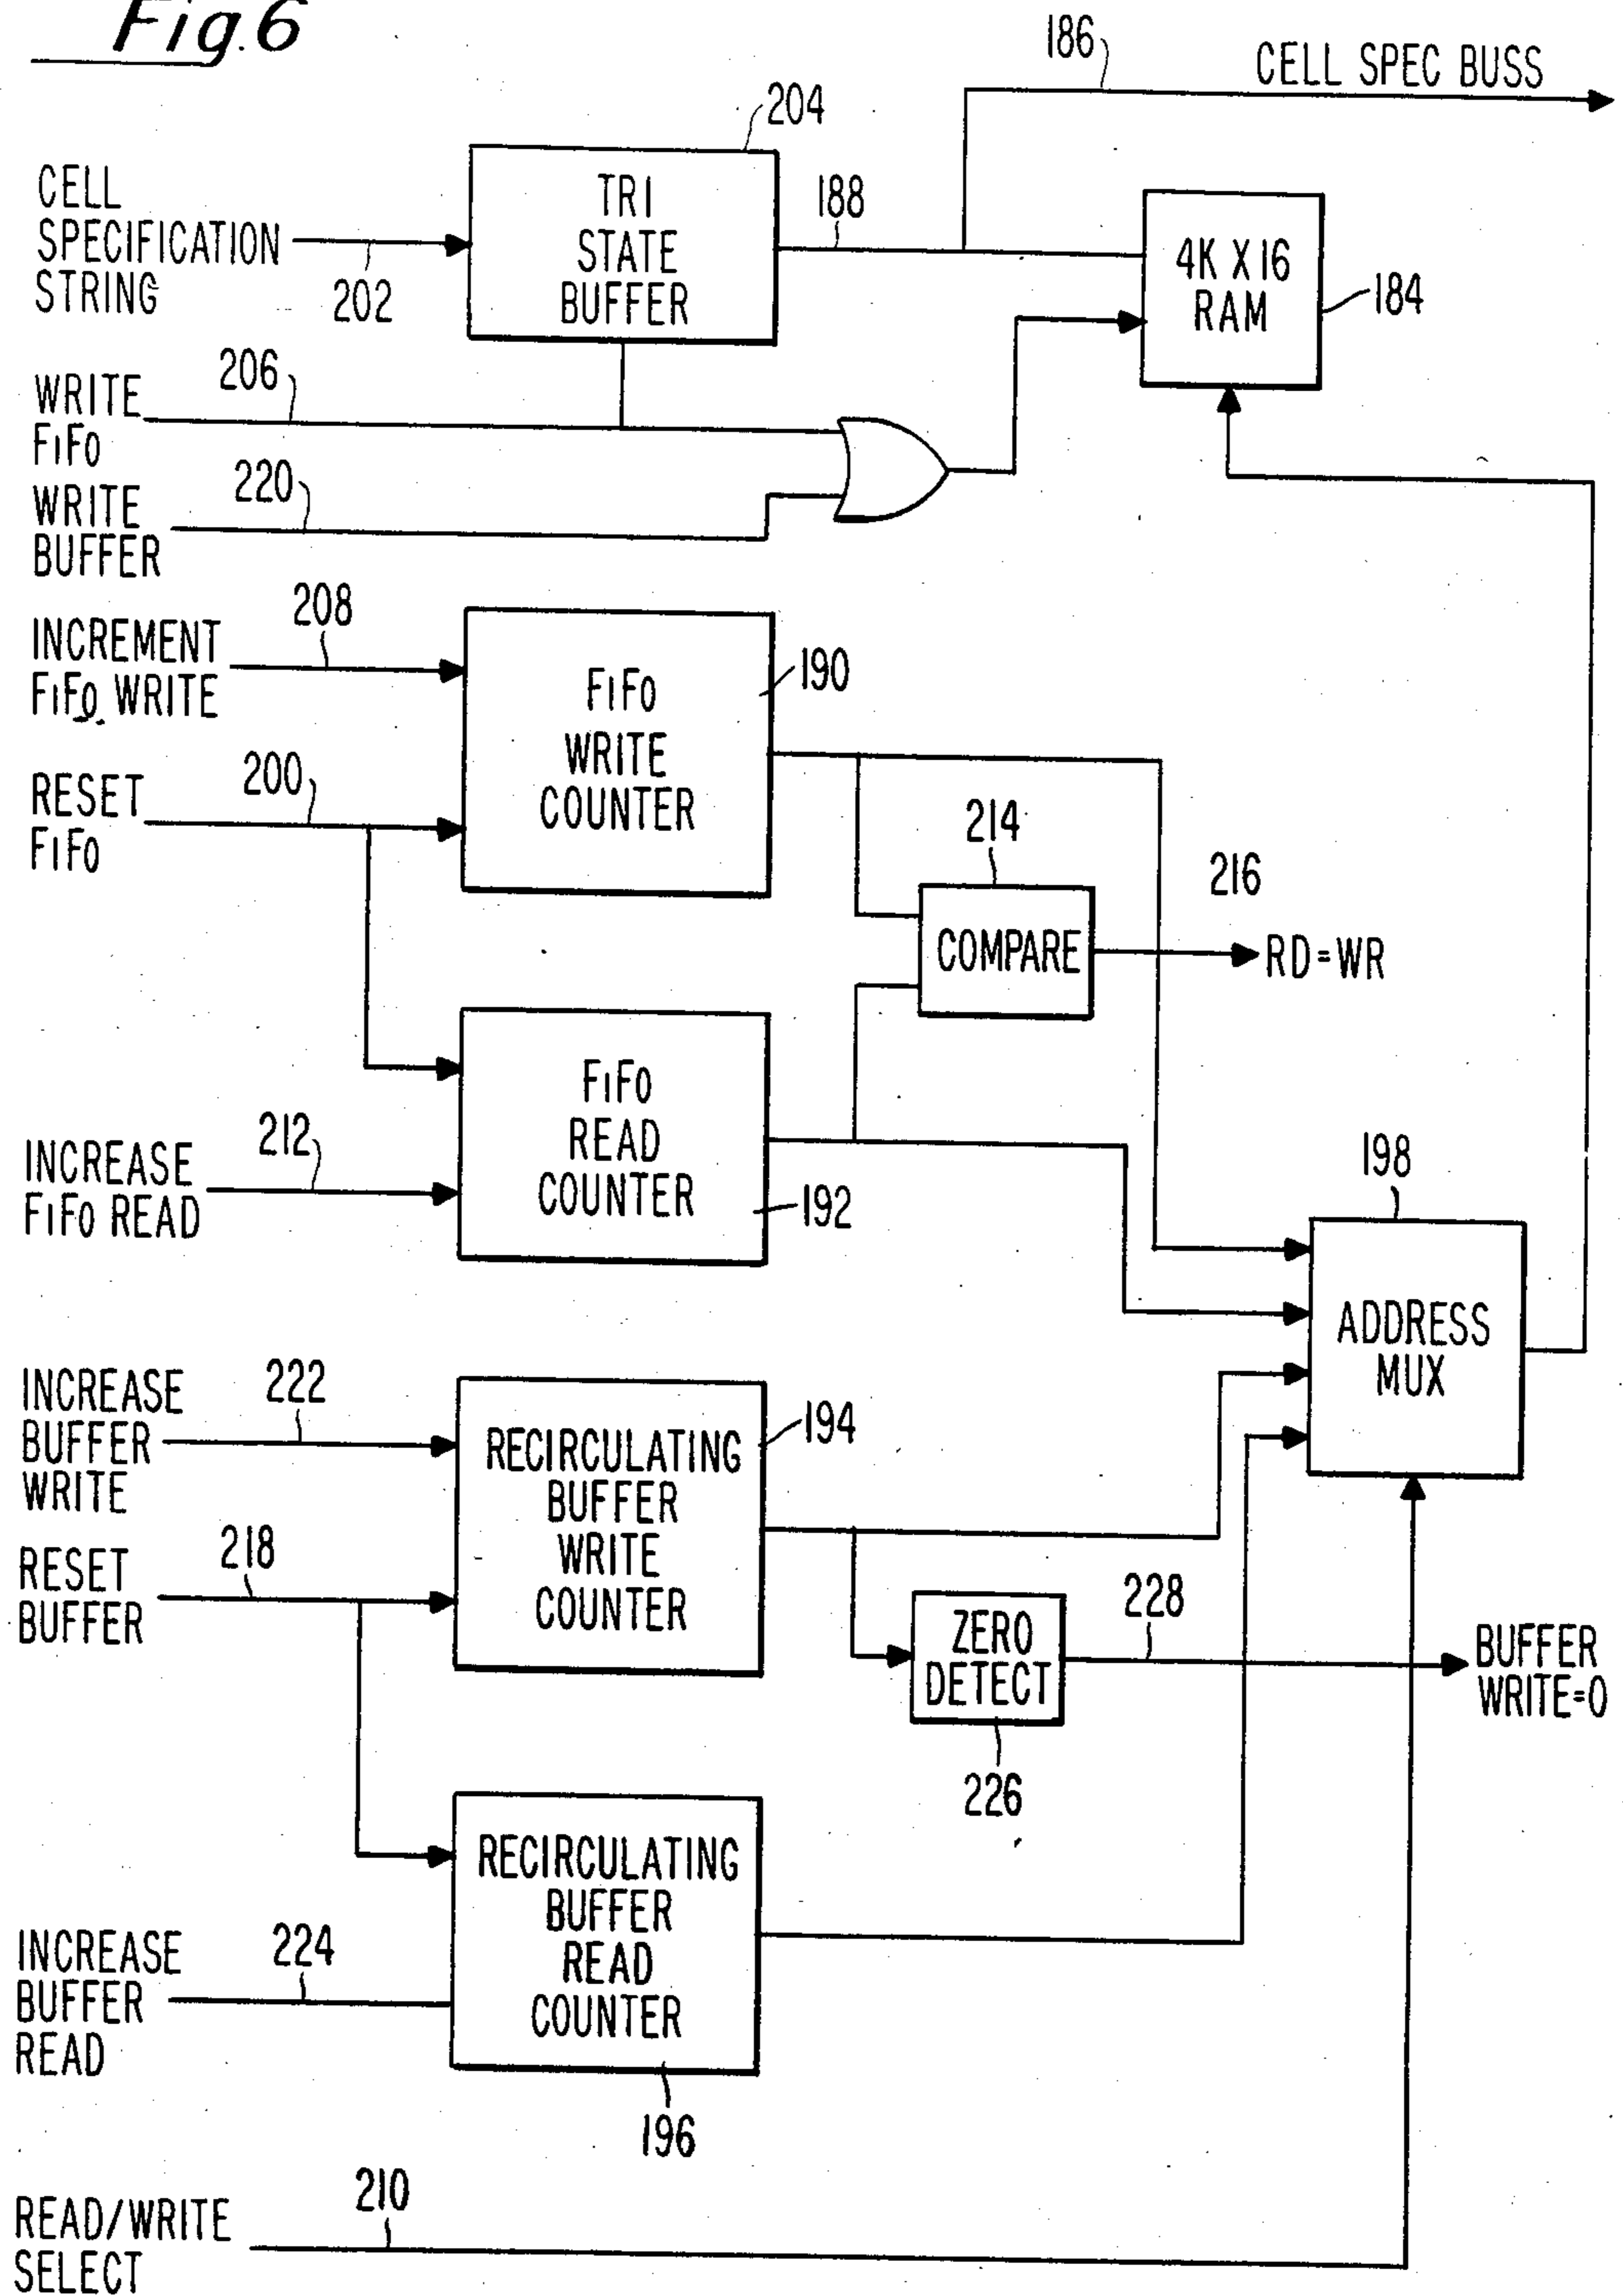 Fig. 6
186
CELL SPEC BUSS
204
CELL
SPECIFICATION
STRING
202
TRI
STATE
BUFFER
188
4K X 16
RAM
184
WRITE
FIFO
206
WRITE
BUFFER
220
INCREMENT
FIFO WRITE
208
FIFO
WRITE
COUNTER
190
RESET
FIFO
200
214
COMPARE
216
RD=WR
FIFO
READ
COUNTER
192
INCREASE
FIFO READ
212
198
ADDRESS
MUX
INCREASE
BUFFER
WRITE
222
RECIRCULATING
BUFFER
WRITE
COUNTER
194
RESET
BUFFER
218
ZERO
DETECT
226
228
BUFFER
WRITE=0
RECIRCULATING
BUFFER
READ
COUNTER
196
INCREASE
BUFFER
READ
224
READ/WRITE
SELECT
210